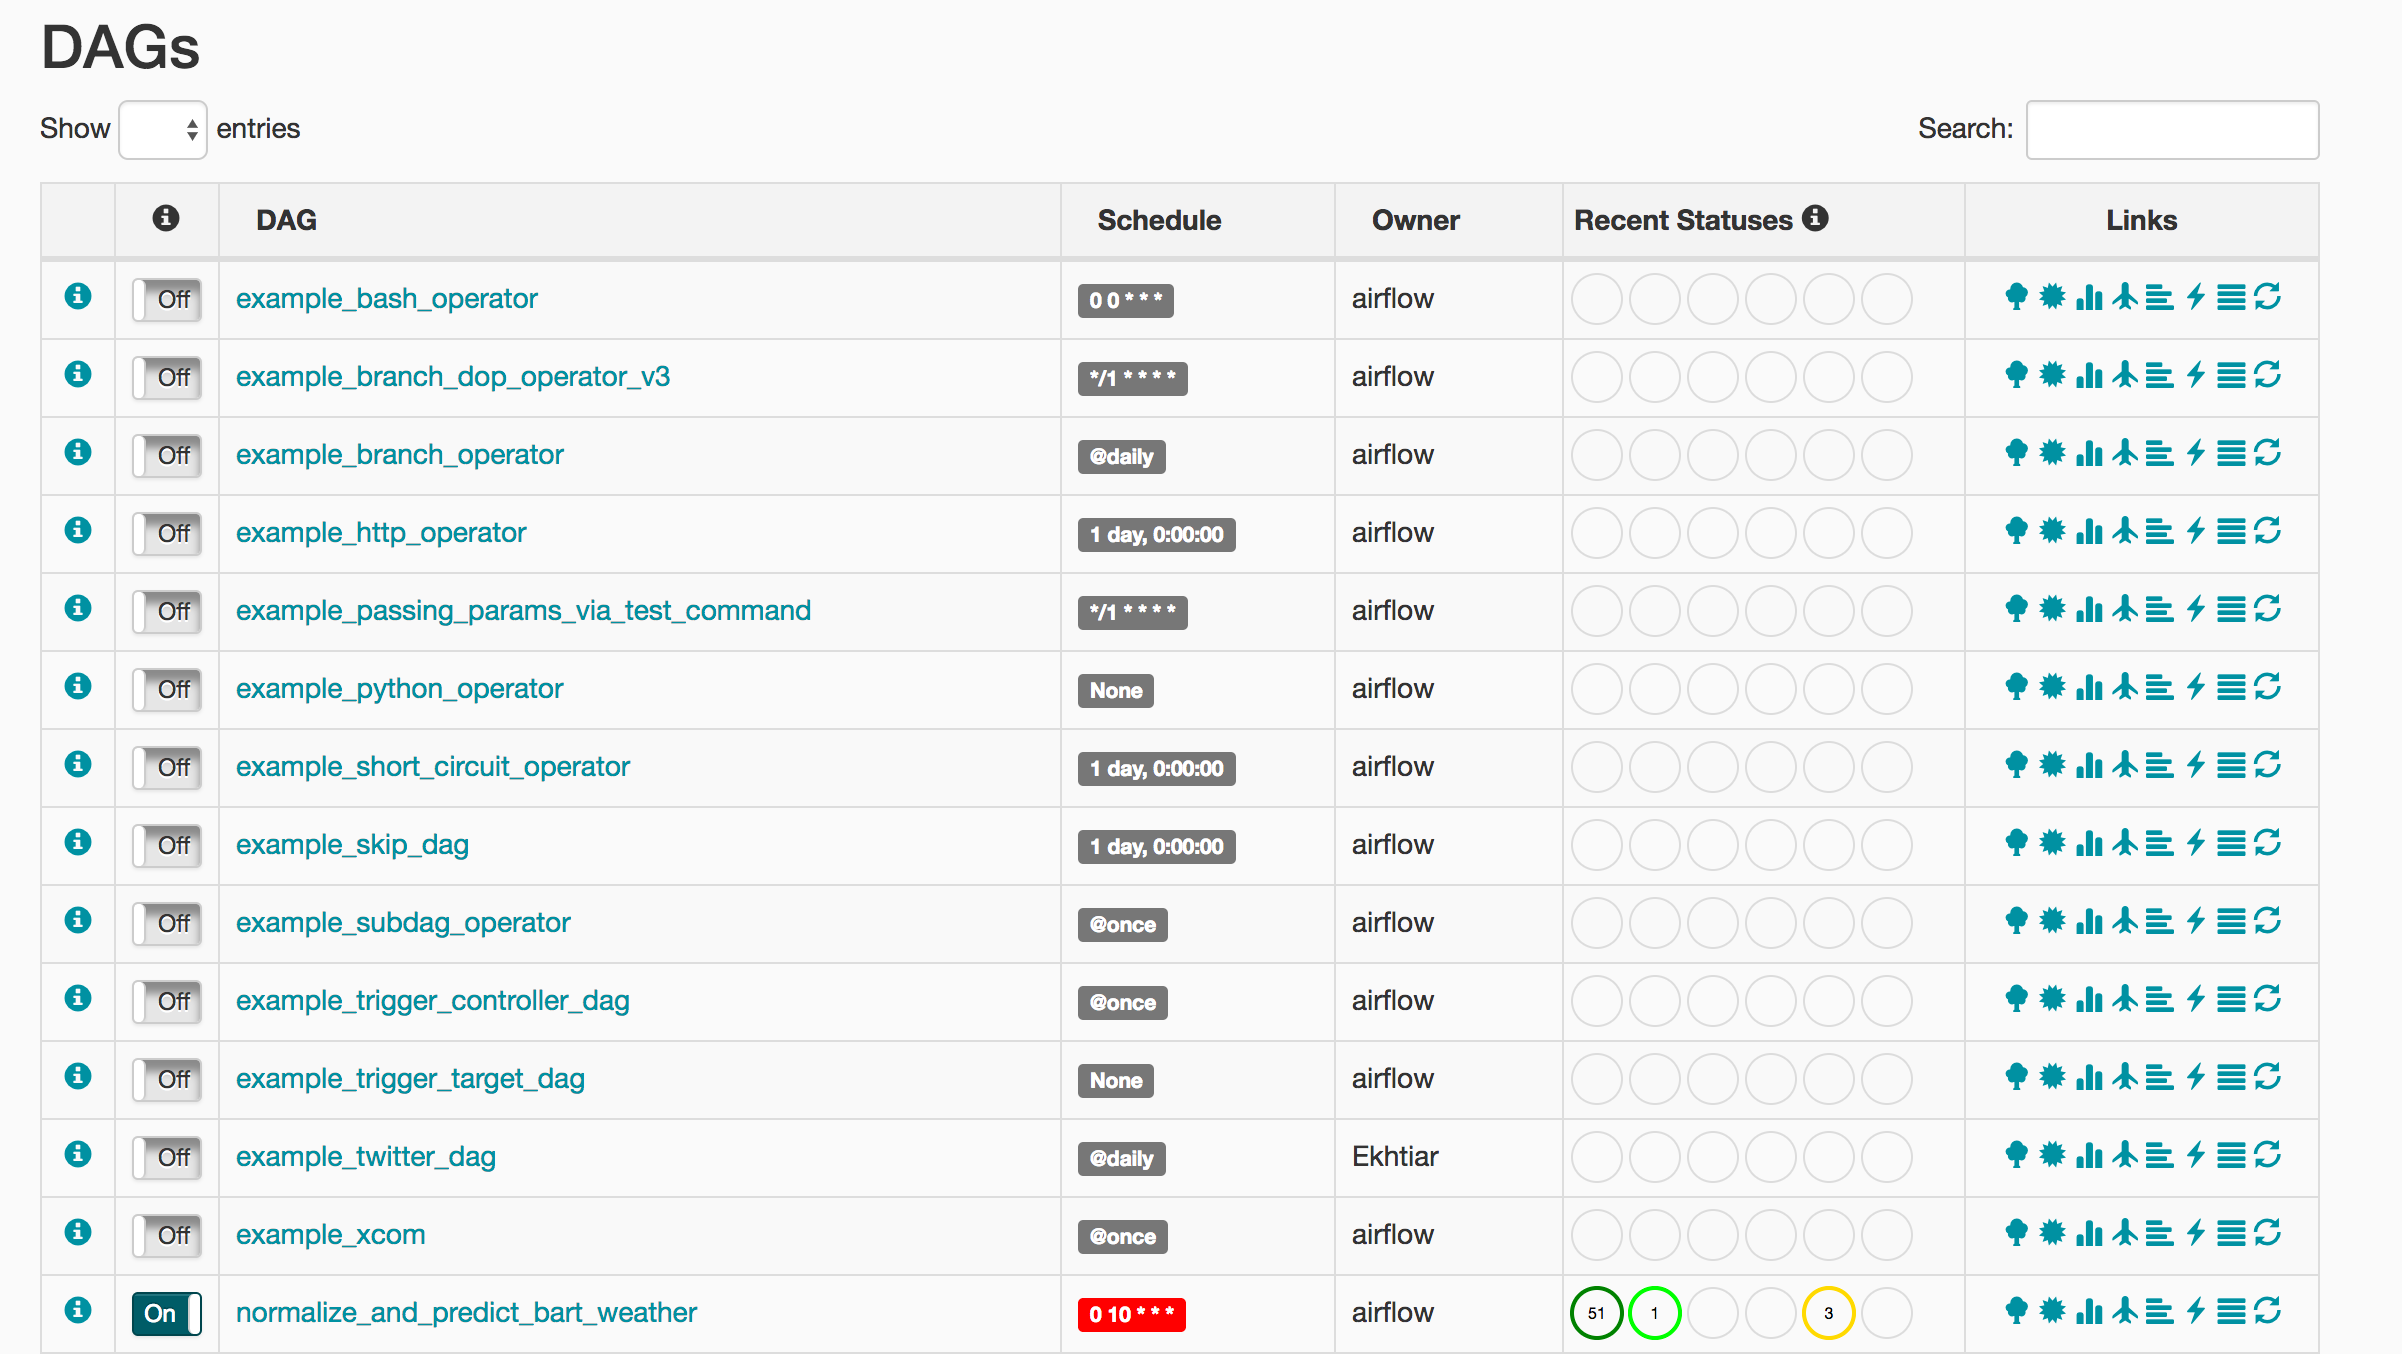 DAGs
Show entries Search:
DAG Schedule Owner Recent Statuses Links
Off example_bash_operator 0 0 * * * airflow
Off example_branch_dop_operator_v3 */1 * * * * airflow
Off example_branch_operator @daily airflow
Off example_http_operator 1 day, 0:00:00 airflow
Off example_passing_params_via_test_command */1 * * * * airflow
Off example_python_operator None airflow
Off example_short_circuit_operator 1 day, 0:00:00 airflow
Off example_skip_dag 1 day, 0:00:00 airflow
Off example_subdag_operator @once airflow
Off example_trigger_controller_dag @once airflow
Off example_trigger_target_dag None airflow
Off example_twitter_dag @daily Ekhtiar
Off example_xcom @once airflow
On normalize_and_predict_bart_weather 0 10 * * * airflow 51 1 3